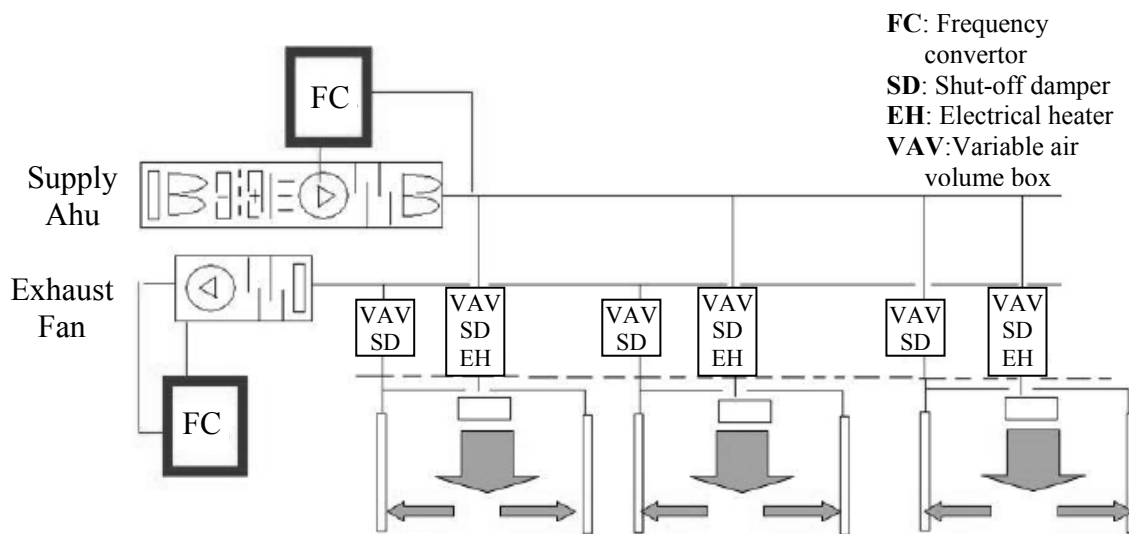 FC: Frequency
convertor
SD: Shut-off damper
EH: Electrical heater
VAV:Variable air
volume box
FC
Supply
Ahu
Exhaust
Fan
VAV
SD
VAV
SD
EH
VAV
SD
VAV
SD
EH
VAV
SD
VAV
SD
EH
FC